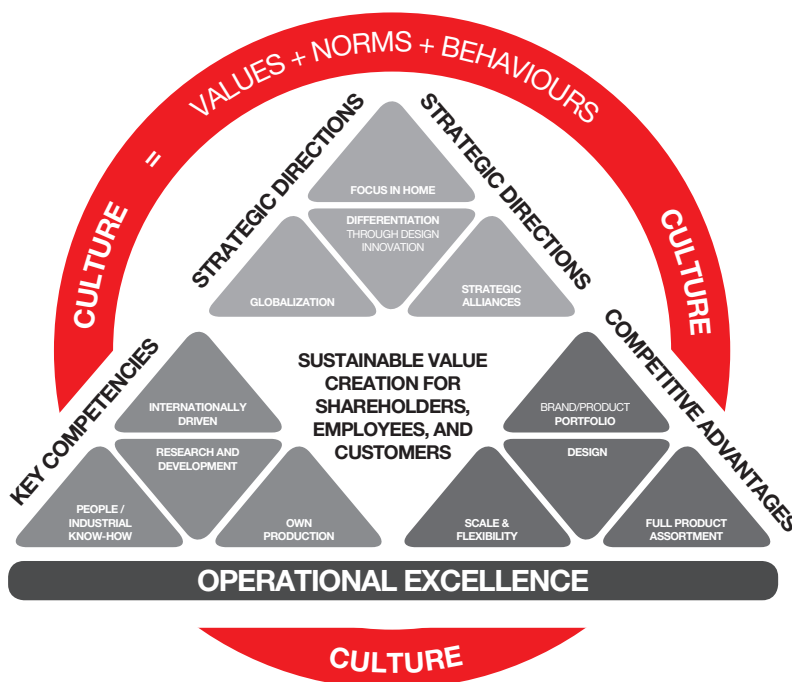 CULTURE = VALUES + NORMS + BEHAVIOURS
CULTURE
STRATEGIC DIRECTIONS
STRATEGIC DIRECTIONS
FOCUS IN HOME
DIFFERENTIATION
THROUGH DESIGN
INNOVATION
GLOBALIZATION
STRATEGIC
ALLIANCES
SUSTAINABLE VALUE
CREATION FOR
SHAREHOLDERS,
EMPLOYEES, AND
CUSTOMERS
KEY COMPETENCIES
INTERNATIONALLY
DRIVEN
RESEARCH AND
DEVELOPMENT
PEOPLE /
INDUSTRIAL
KNOW-HOW
OWN
PRODUCTION
COMPETITIVE ADVANTAGES
BRAND/PRODUCT
PORTFOLIO
DESIGN
SCALE &
FLEXIBILITY
FULL PRODUCT
ASSORTMENT
OPERATIONAL EXCELLENCE
CULTURE